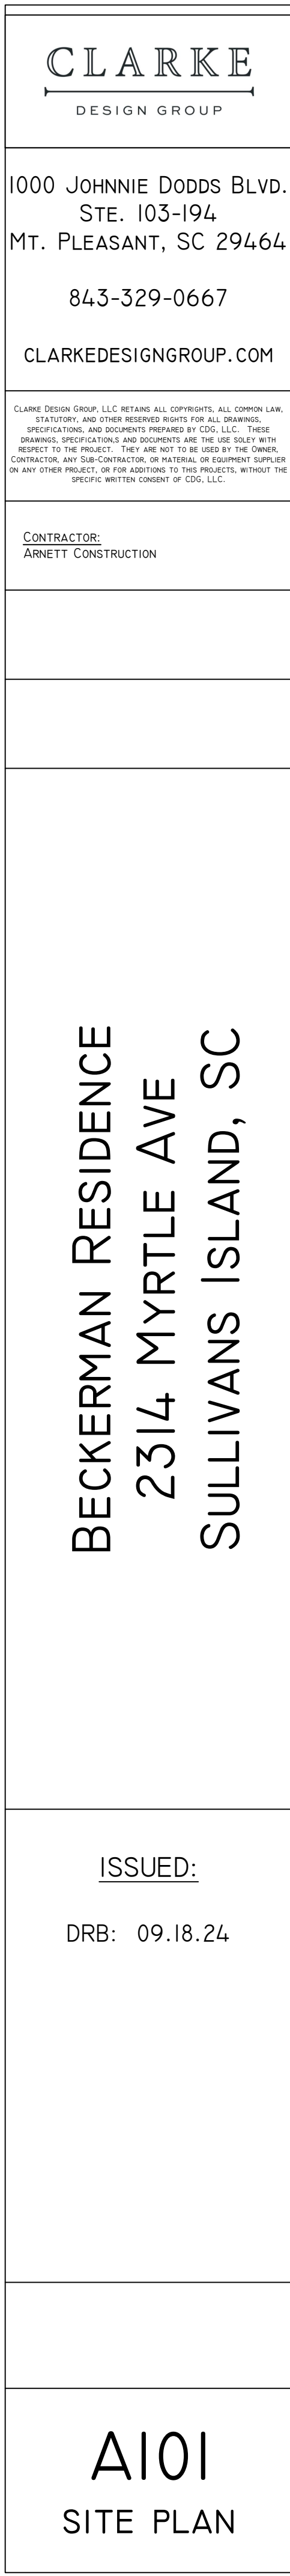 CLARKE
DESIGN GROUP
1000 Johnnie Dodds Blvd.
Ste. 103-194
Mt. Pleasant, SC 29464
843-329-0667
CLARKEDESIGNGROUP.COM
Clarke Design Group, LLC retains all copyrights, all common law,
statutory, and other reserved rights for all drawings,
specifications, and documents prepared by CDG, LLC. These
drawings, specification,s and documents are the use soley with
respect to the project. They are not to be used by the Owner,
Contractor, any Sub-Contractor, or material or equipment supplier
on any other project, or for additions to this projects, without the
specific written consent of CDG, LLC.
Contractor:
Arnett Construction
Beckerman Residence
2314 Myrtle Ave
Sullivans Island, SC
ISSUED:
DRB: 09.18.24
A101
SITE PLAN